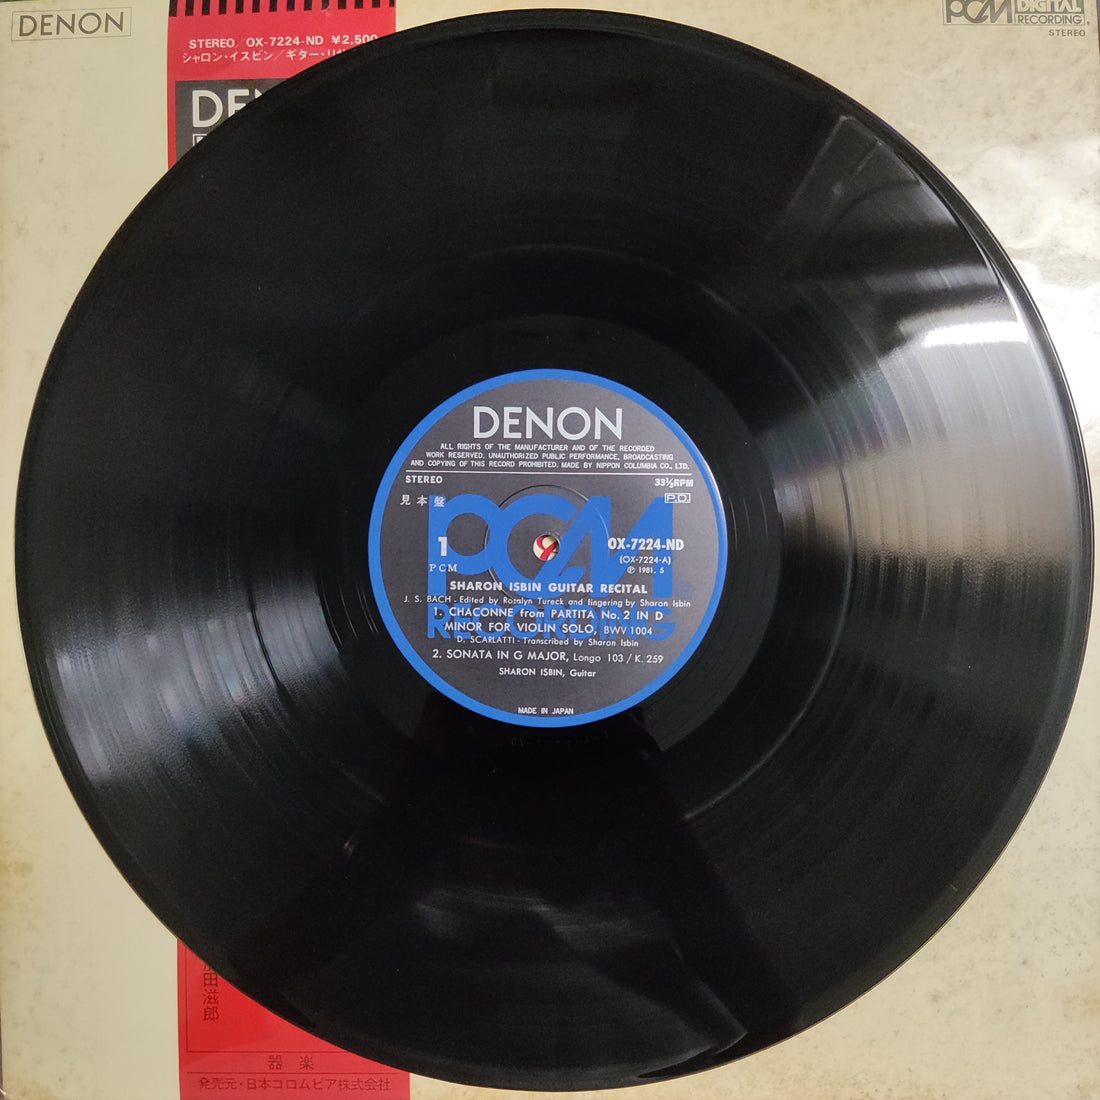 DENON
STEREO OX-7224-ND ¥2,500
シャロン・イスビン／ギター・
DE
PCM DIGITAL
RECORDING
STEREO
DENON
ALL RIGHTS OF THE MANUFACTURER AND OF THE RECORDED
WORK RESERVED. UNAUTHORIZED PUBLIC PERFORMANCE, BROADCASTING
AND COPYING OF THIS RECORD PROHIBITED. MADE BY NIPPON COLUMBIA CO., LTD.
STEREO 33⅓RPM
見本盤 P.D.
PCM
RECORDING
1 OX-7224-ND
(OX-7224-A)
PCM ℗ 1981. 5
SHARON ISBIN GUITAR RECITAL
J. S. BACH - Edited by Rosalyn Tureck and fingering by Sharon Isbin
1. CHACONNE from PARTITA No. 2 IN D
MINOR FOR VIOLIN SOLO, BWV 1004
D. SCARLATTI - Transcribed by Sharon Isbin
2. SONATA IN G MAJOR, Longo 103 / K. 259
SHARON ISBIN, Guitar
MADE IN JAPAN
田滋郎
器楽
発売元・日本コロムビア株式会社